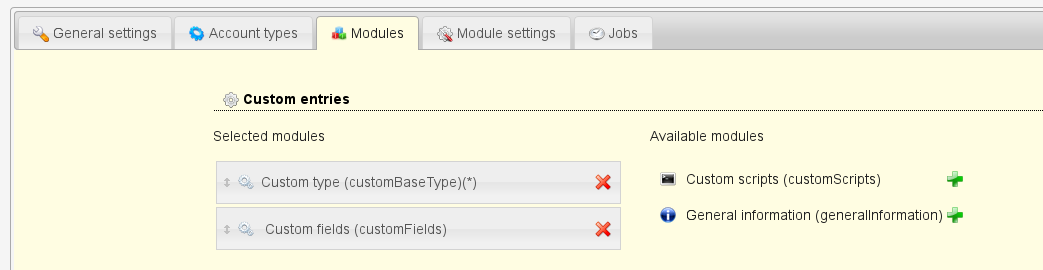 General settings Account types Modules Module settings Jobs
Custom entries
Selected modules Available modules
Custom type (customBaseType)(*) Custom scripts (customScripts)
Custom fields (customFields) General information (generalInformation)